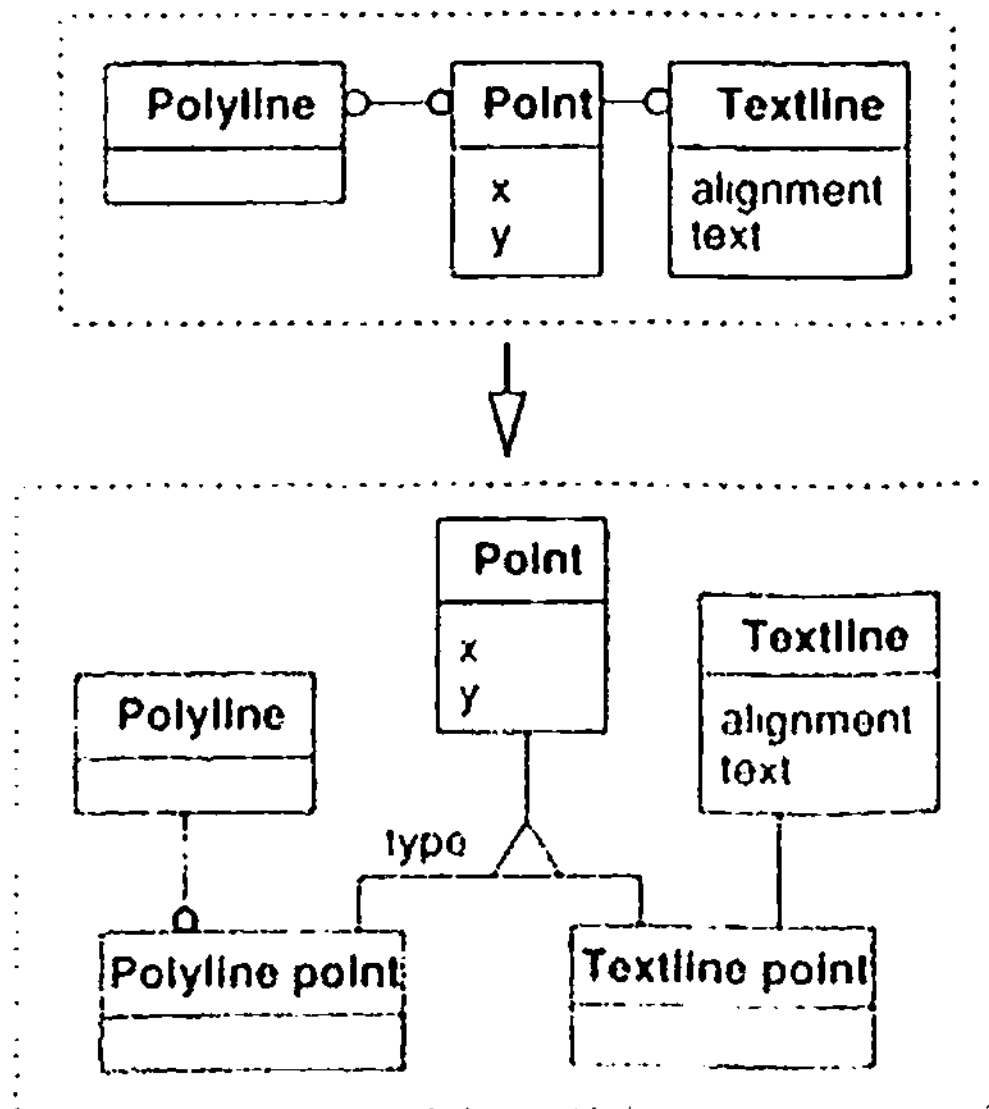 Polyline
Point
Textline
x
y
alignment
text
Point
x
y
Textline
alignment
text
Polyline
type
Polyline point
Textline point